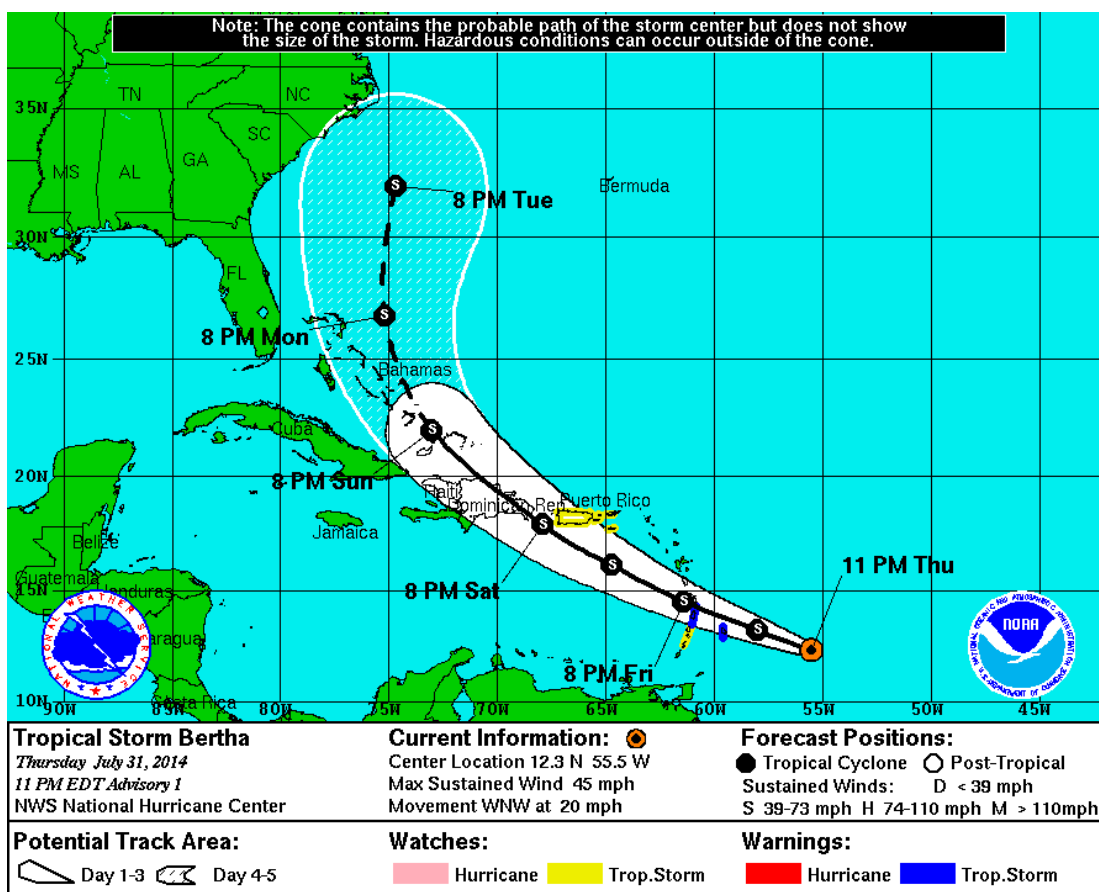 Note: The cone contains the probable path of the storm center but does not show
the size of the storm. Hazardous conditions can occur outside of the cone.
TN
NC
35N
SC
MS
AL
GA
8 PM Tue
Bermuda
30N
FL
8 PM Mon
25N
Bahamas
Cuba
20N
8 PM Sun
Haiti
Dominican Rep
Puerto Rico
Jamaica
Belize
11 PM Thu
8 PM Sat
Guatemala
15N
Honduras
NATIONAL WEATHER SERVICE
NOAA
8 PM Fri
10N
Costa Rica
90W
85W
80W
75W
70W
65W
60W
55W
50W
45W
Tropical Storm Bertha
Thursday July 31, 2014
11 PM EDT Advisory 1
NWS National Hurricane Center
Current Information:
Center Location 12.3 N 55.5 W
Max Sustained Wind 45 mph
Movement WNW at 20 mph
Forecast Positions:
Tropical Cyclone Post-Tropical
Sustained Winds: D < 39 mph
S 39-73 mph H 74-110 mph M > 110mph
Potential Track Area:
Day 1-3 Day 4-5
Watches:
Hurricane Trop.Storm
Warnings:
Hurricane Trop.Storm